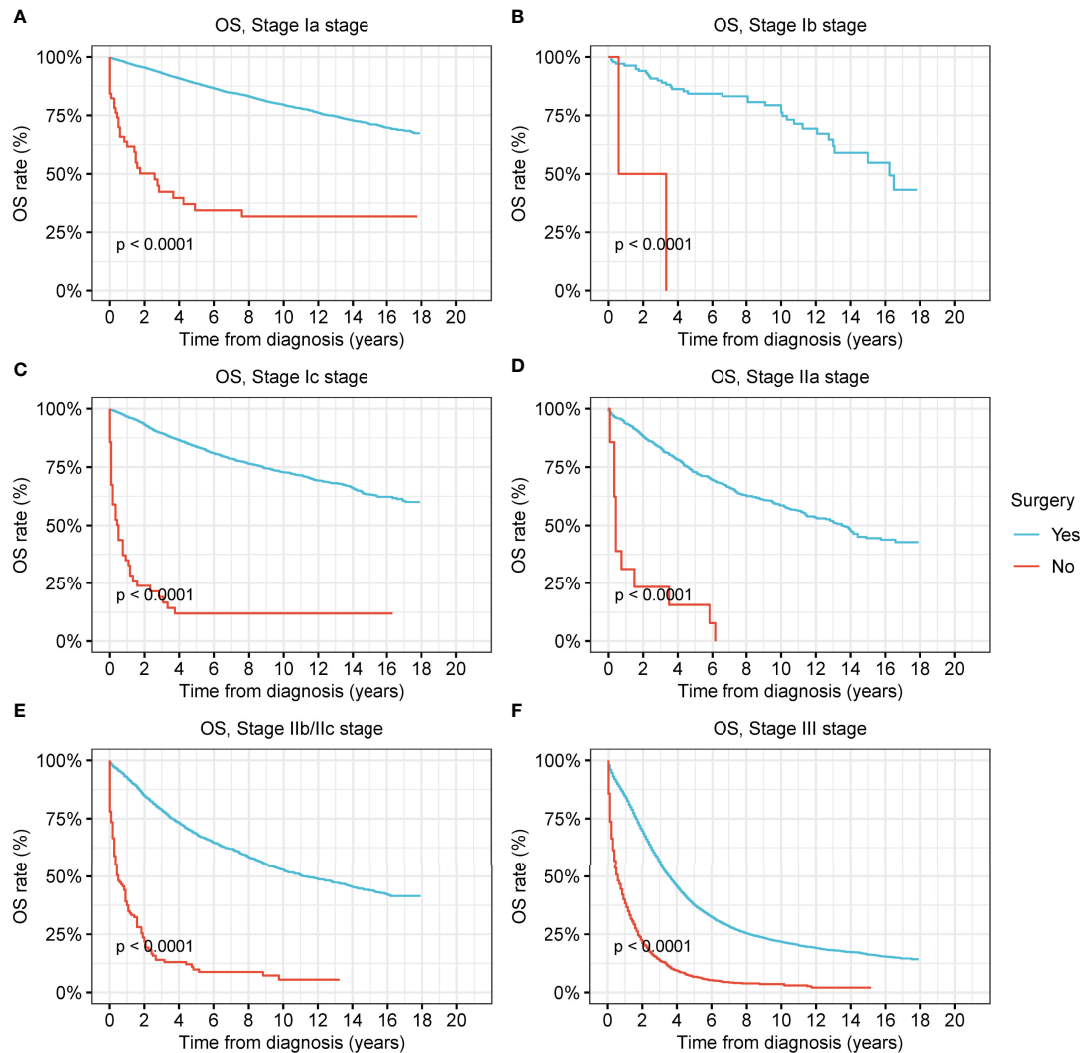 A
OS, Stage Ia stage
100%
75%
50%
25%
0%
OS rate (%)
p < 0.0001
0 2 4 6 8 10 12 14 16 18 20
Time from diagnosis (years)
B
OS, Stage Ib stage
100%
75%
50%
25%
0%
OS rate (%)
p < 0.0001
0 2 4 6 8 10 12 14 16 18 20
Time from diagnosis (years)
C
OS, Stage Ic stage
100%
75%
50%
25%
0%
OS rate (%)
p < 0.0001
0 2 4 6 8 10 12 14 16 18 20
Time from diagnosis (years)
D
OS, Stage IIa stage
100%
75%
50%
25%
0%
OS rate (%)
p < 0.0001
0 2 4 6 8 10 12 14 16 18 20
Time from diagnosis (years)
Surgery
Yes
No
E
OS, Stage IIb/IIc stage
100%
75%
50%
25%
0%
OS rate (%)
p < 0.0001
0 2 4 6 8 10 12 14 16 18 20
Time from diagnosis (years)
F
OS, Stage III stage
100%
75%
50%
25%
0%
OS rate (%)
p < 0.0001
0 2 4 6 8 10 12 14 16 18 20
Time from diagnosis (years)